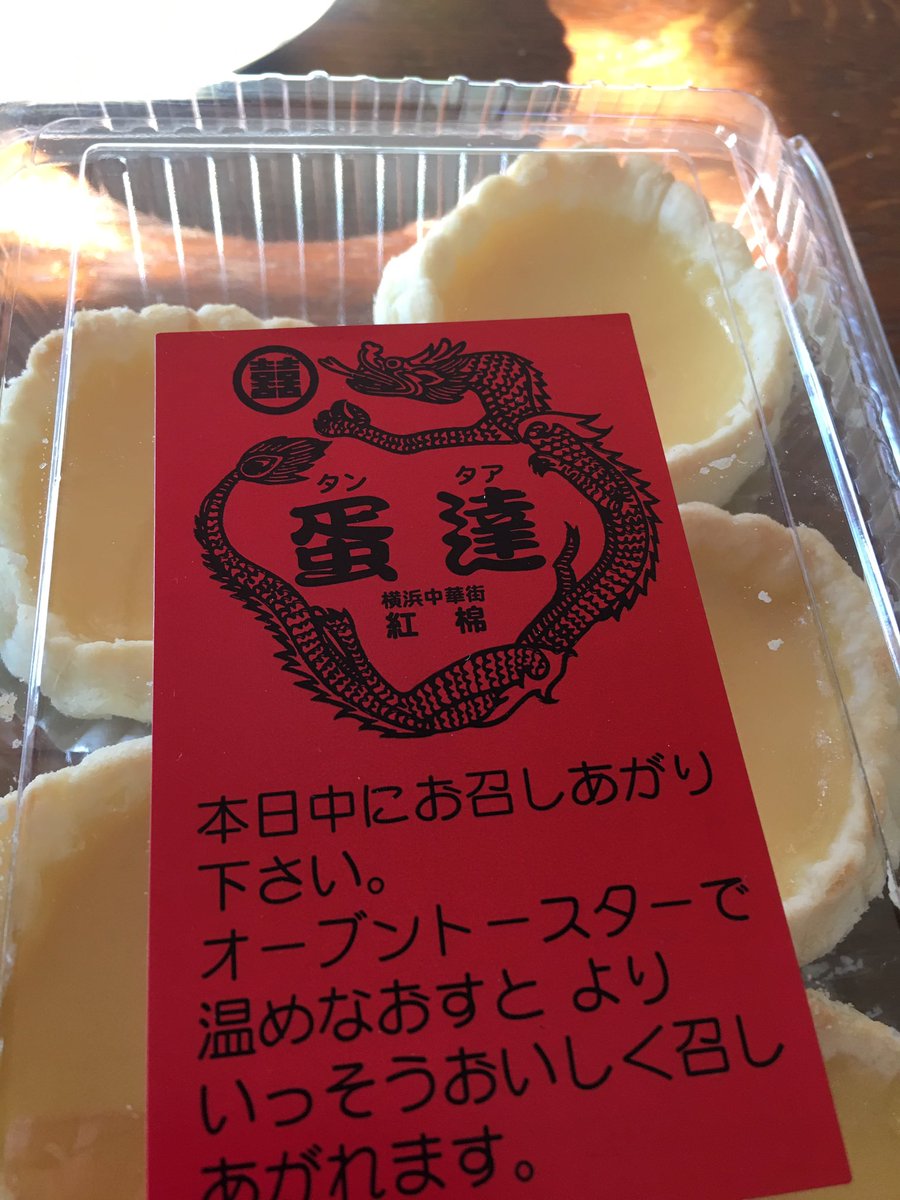 囍
タン タア
蛋達
横浜中華街
紅棉
本日中にお召しあがり
下さい。
オーブントースターで
温めなおすと より
いっそうおいしく召し
あがれます。